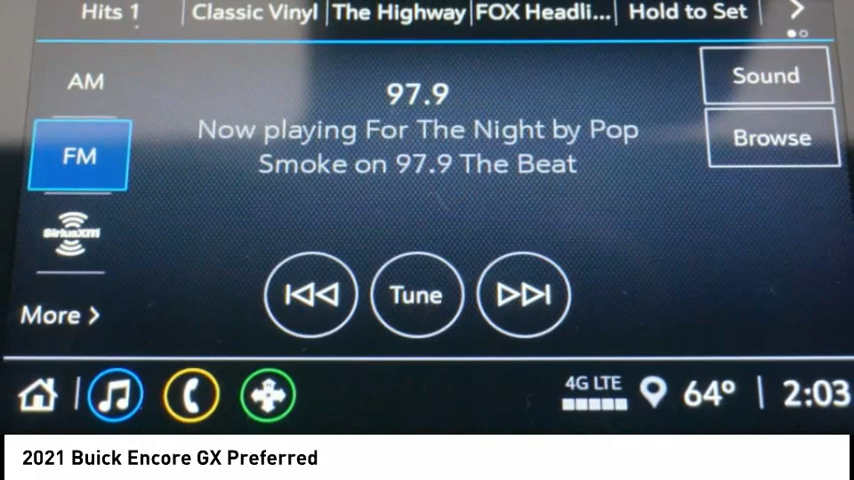 Hits 1 | Classic Vinyl | The Highway | FOX Headli... | Hold to Set |
AM
97.9
Sound
Now playing For The Night by Pop
Smoke on 97.9 The Beat
FM
Browse
SiriusXM
Tune
More >
4G LTE
64° | 2:03
2021 Buick Encore GX Preferred